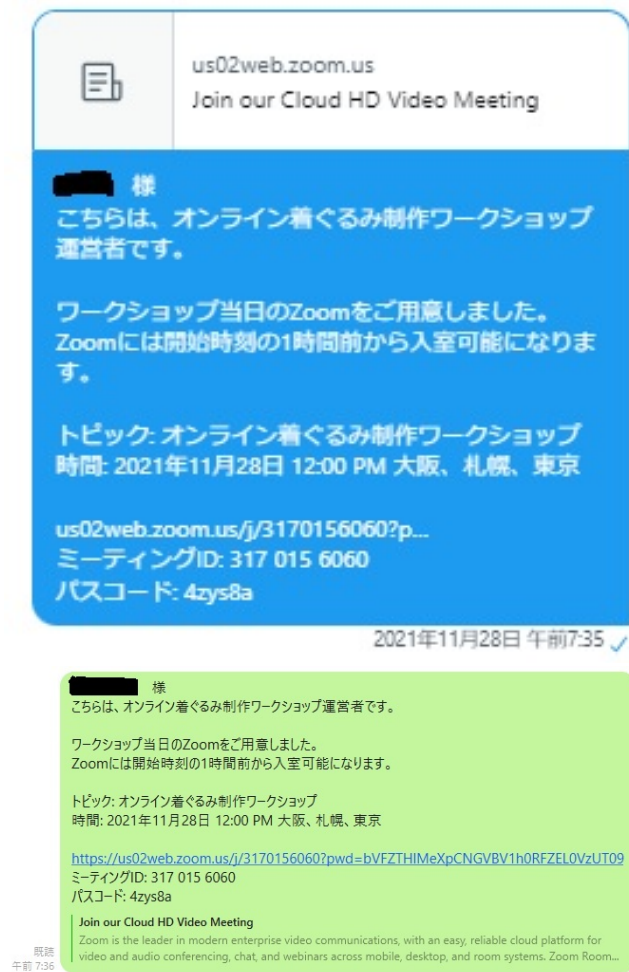 us02web.zoom.us
Join our Cloud HD Video Meeting
様
こちらは、オンライン着ぐるみ制作ワークショップ
運営者です。
ワークショップ当日のZoomをご用意しました。
Zoomには開始時刻の1時間前から入室可能になりま
す。
トピック: オンライン着ぐるみ制作ワークショップ
時間: 2021年11月28日 12:00 PM 大阪、札幌、東京
us02web.zoom.us/j/3170156060?p...
ミーティングID: 317 015 6060
パスコード: 4zys8a
2021年11月28日 午前7:35
様
こちらは、オンライン着ぐるみ制作ワークショップ運営者です。
ワークショップ当日のZoomをご用意しました。
Zoomには開始時刻の1時間前から入室可能になります。
トピック: オンライン着ぐるみ制作ワークショップ
時間: 2021年11月28日 12:00 PM 大阪、札幌、東京
https://us02web.zoom.us/j/3170156060?pwd=bVFZTHlMeXpCNGVBV1h0RFZEL0VzUT09
ミーティングID: 317 015 6060
パスコード: 4zys8a
Join our Cloud HD Video Meeting
Zoom is the leader in modern enterprise video communications, with an easy, reliable cloud platform for
video and audio conferencing, chat, and webinars across mobile, desktop, and room systems. Zoom Room...
既読
午前 7:36